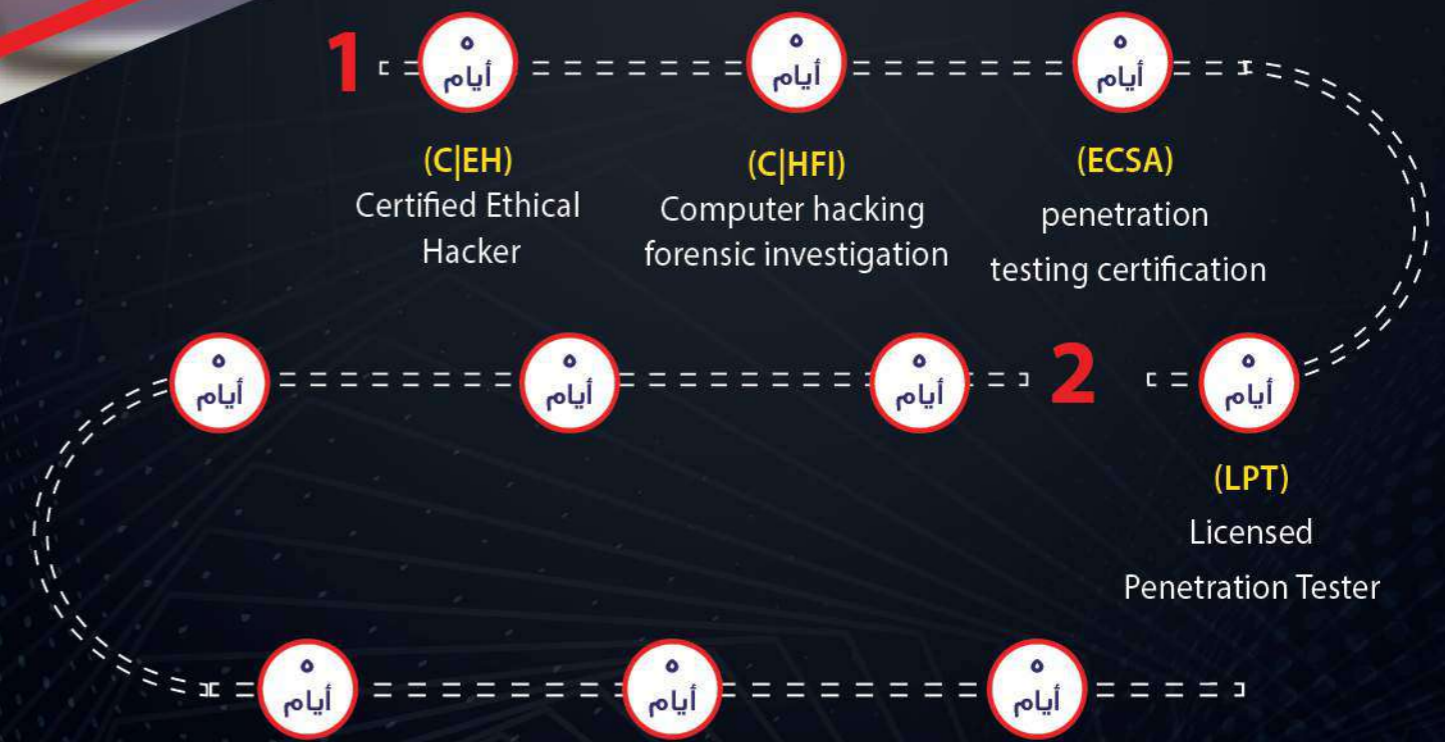 1
٥
أيام
٥
أيام
٥
أيام
(C|EH)
Certified Ethical
Hacker
(C|HFI)
Computer hacking
forensic investigation
(ECSA)
penetration
testing certification
٥
أيام
٥
أيام
٥
أيام
2
٥
أيام
(LPT)
Licensed
Penetration Tester
٥
أيام
٥
أيام
٥
أيام